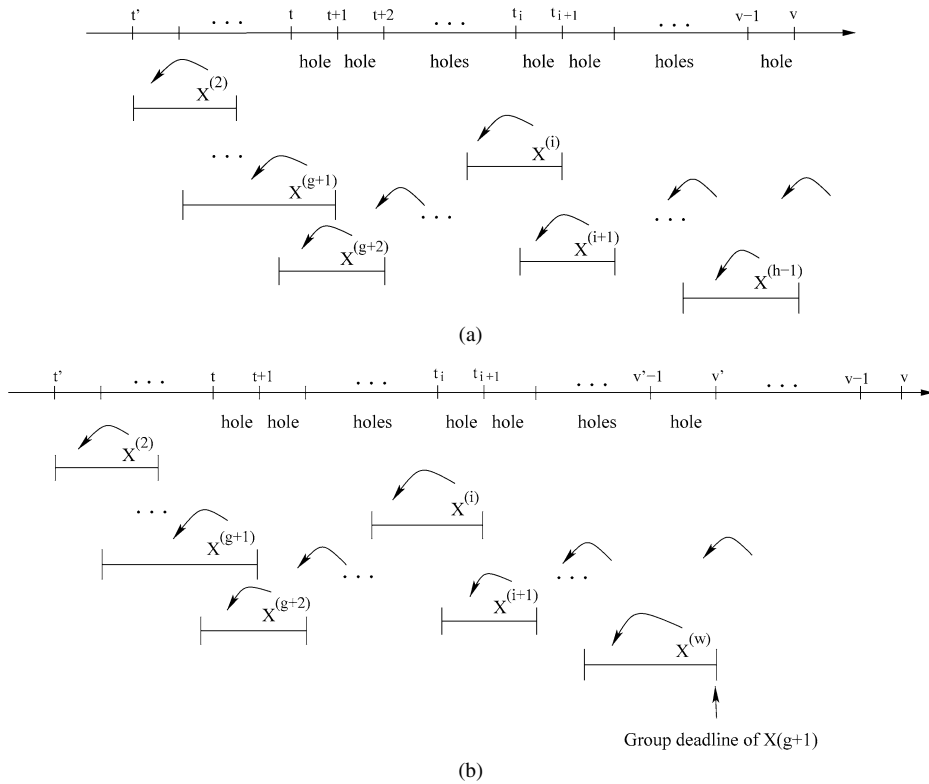 t' . . . t t+1 t+2 . . . t_i t_{i+1} . . . v−1 v
hole hole holes hole hole holes hole
X^(2)
X^(i)
. . .
X^(g+1)
. . .
. . .
X^(g+2)
X^(i+1)
X^(h−1)
(a)
t' . . . t t+1 . . . t_i t_{i+1} . . . v'−1 v' . . . v−1 v
hole hole holes hole hole holes hole
X^(2)
X^(i)
. . .
X^(g+1)
. . .
. . .
X^(g+2)
X^(i+1)
X^(w)
Group deadline of X(g+1)
(b)